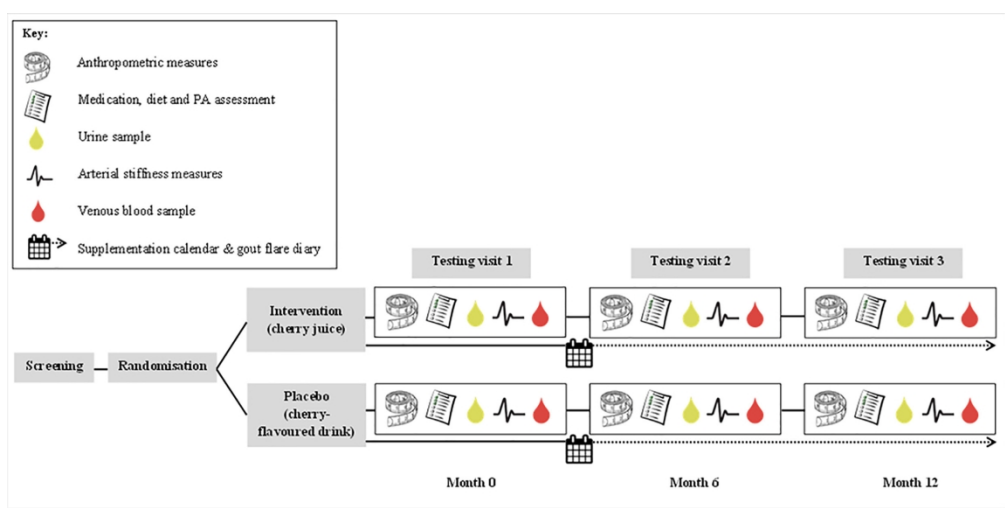 Key:
Anthropometric measures
Medication, diet and PA assessment
Urine sample
Arterial stiffness measures
Venous blood sample
Supplementation calendar & gout flare diary
Testing visit 1
Testing visit 2
Testing visit 3
Intervention
(cherry juice)
Screening
Randomisation
Placebo
(cherry-
flavoured drink)
Month 0
Month 6
Month 12